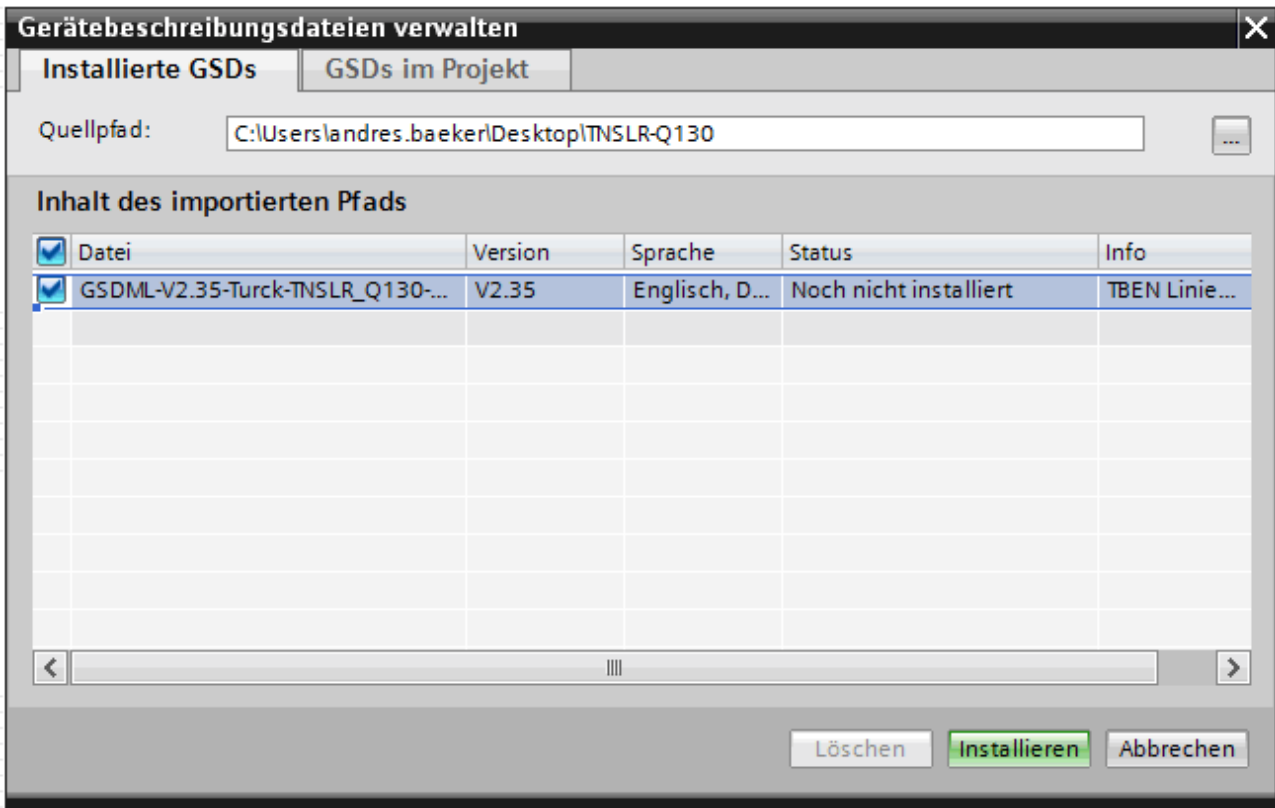 Gerätebeschreibungsdateien verwalten
Installierte GSDs GSDs im Projekt
Quellpfad: C:\Users\andres.baeker\Desktop\TNSLR-Q130 ...
Inhalt des importierten Pfads
Datei Version Sprache Status Info
GSDML-V2.35-Turck-TNSLR_Q130-... V2.35 Englisch, D... Noch nicht installiert TBEN Linie...
Löschen Installieren Abbrechen